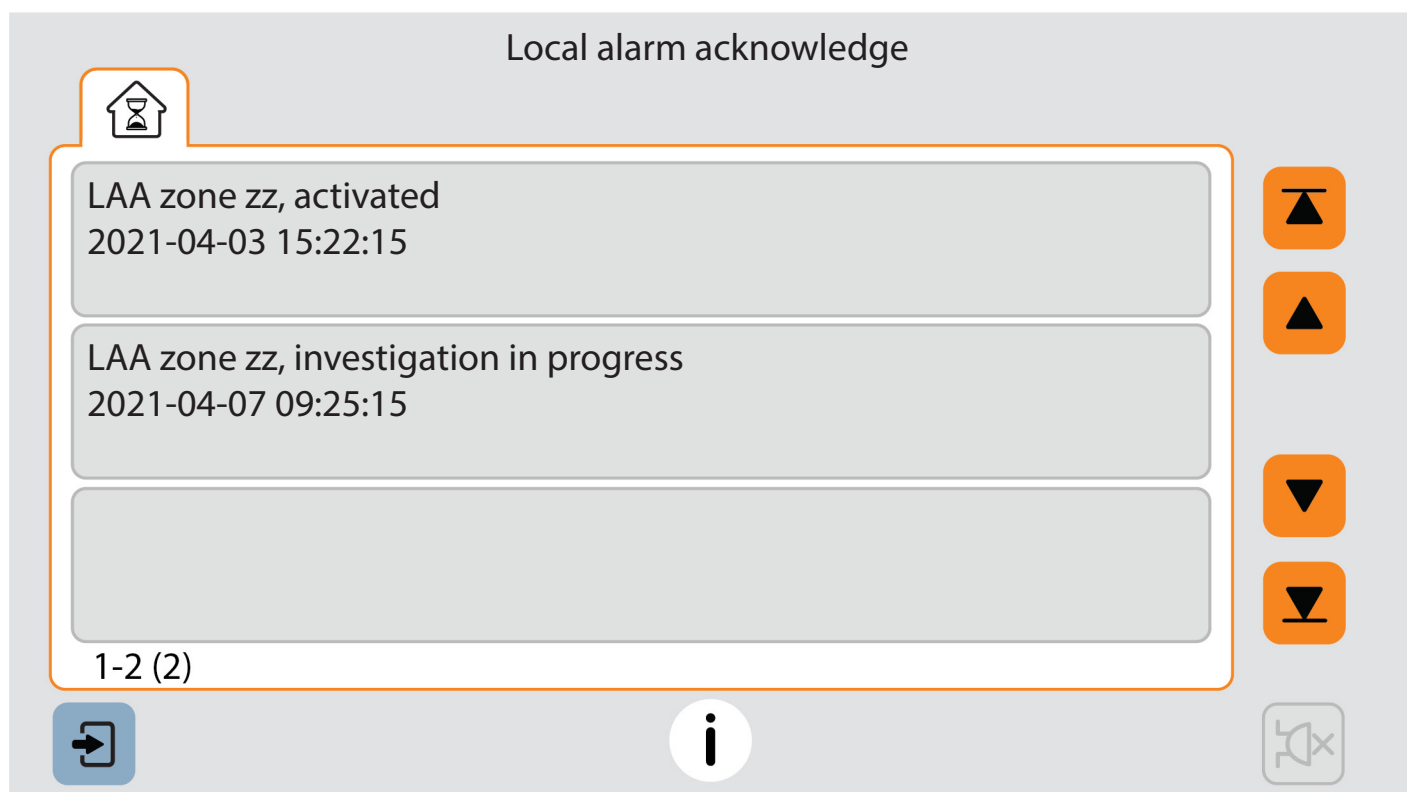 Local alarm acknowledge
LAA zone zz, activated
2021-04-03 15:22:15
LAA zone zz, investigation in progress
2021-04-07 09:25:15
1-2 (2)
i